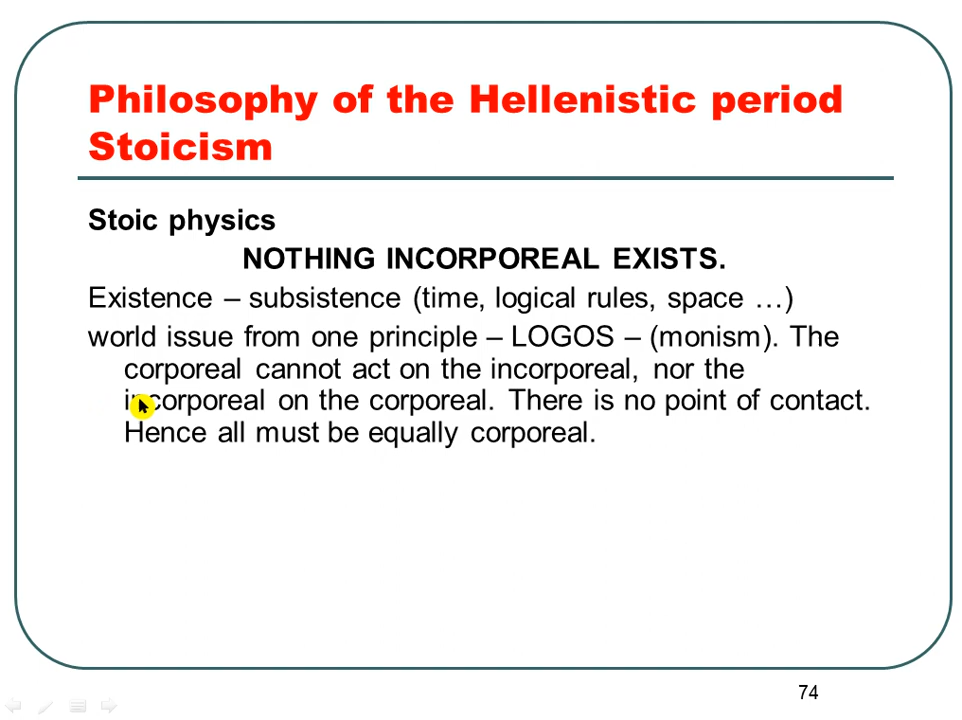 Philosophy of the Hellenistic period
Stoicism
Stoic physics
NOTHING INCORPOREAL EXISTS.
Existence – subsistence (time, logical rules, space …)
world issue from one principle – LOGOS – (monism). The
corporeal cannot act on the incorporeal, nor the
incorporeal on the corporeal. There is no point of contact.
Hence all must be equally corporeal.
74